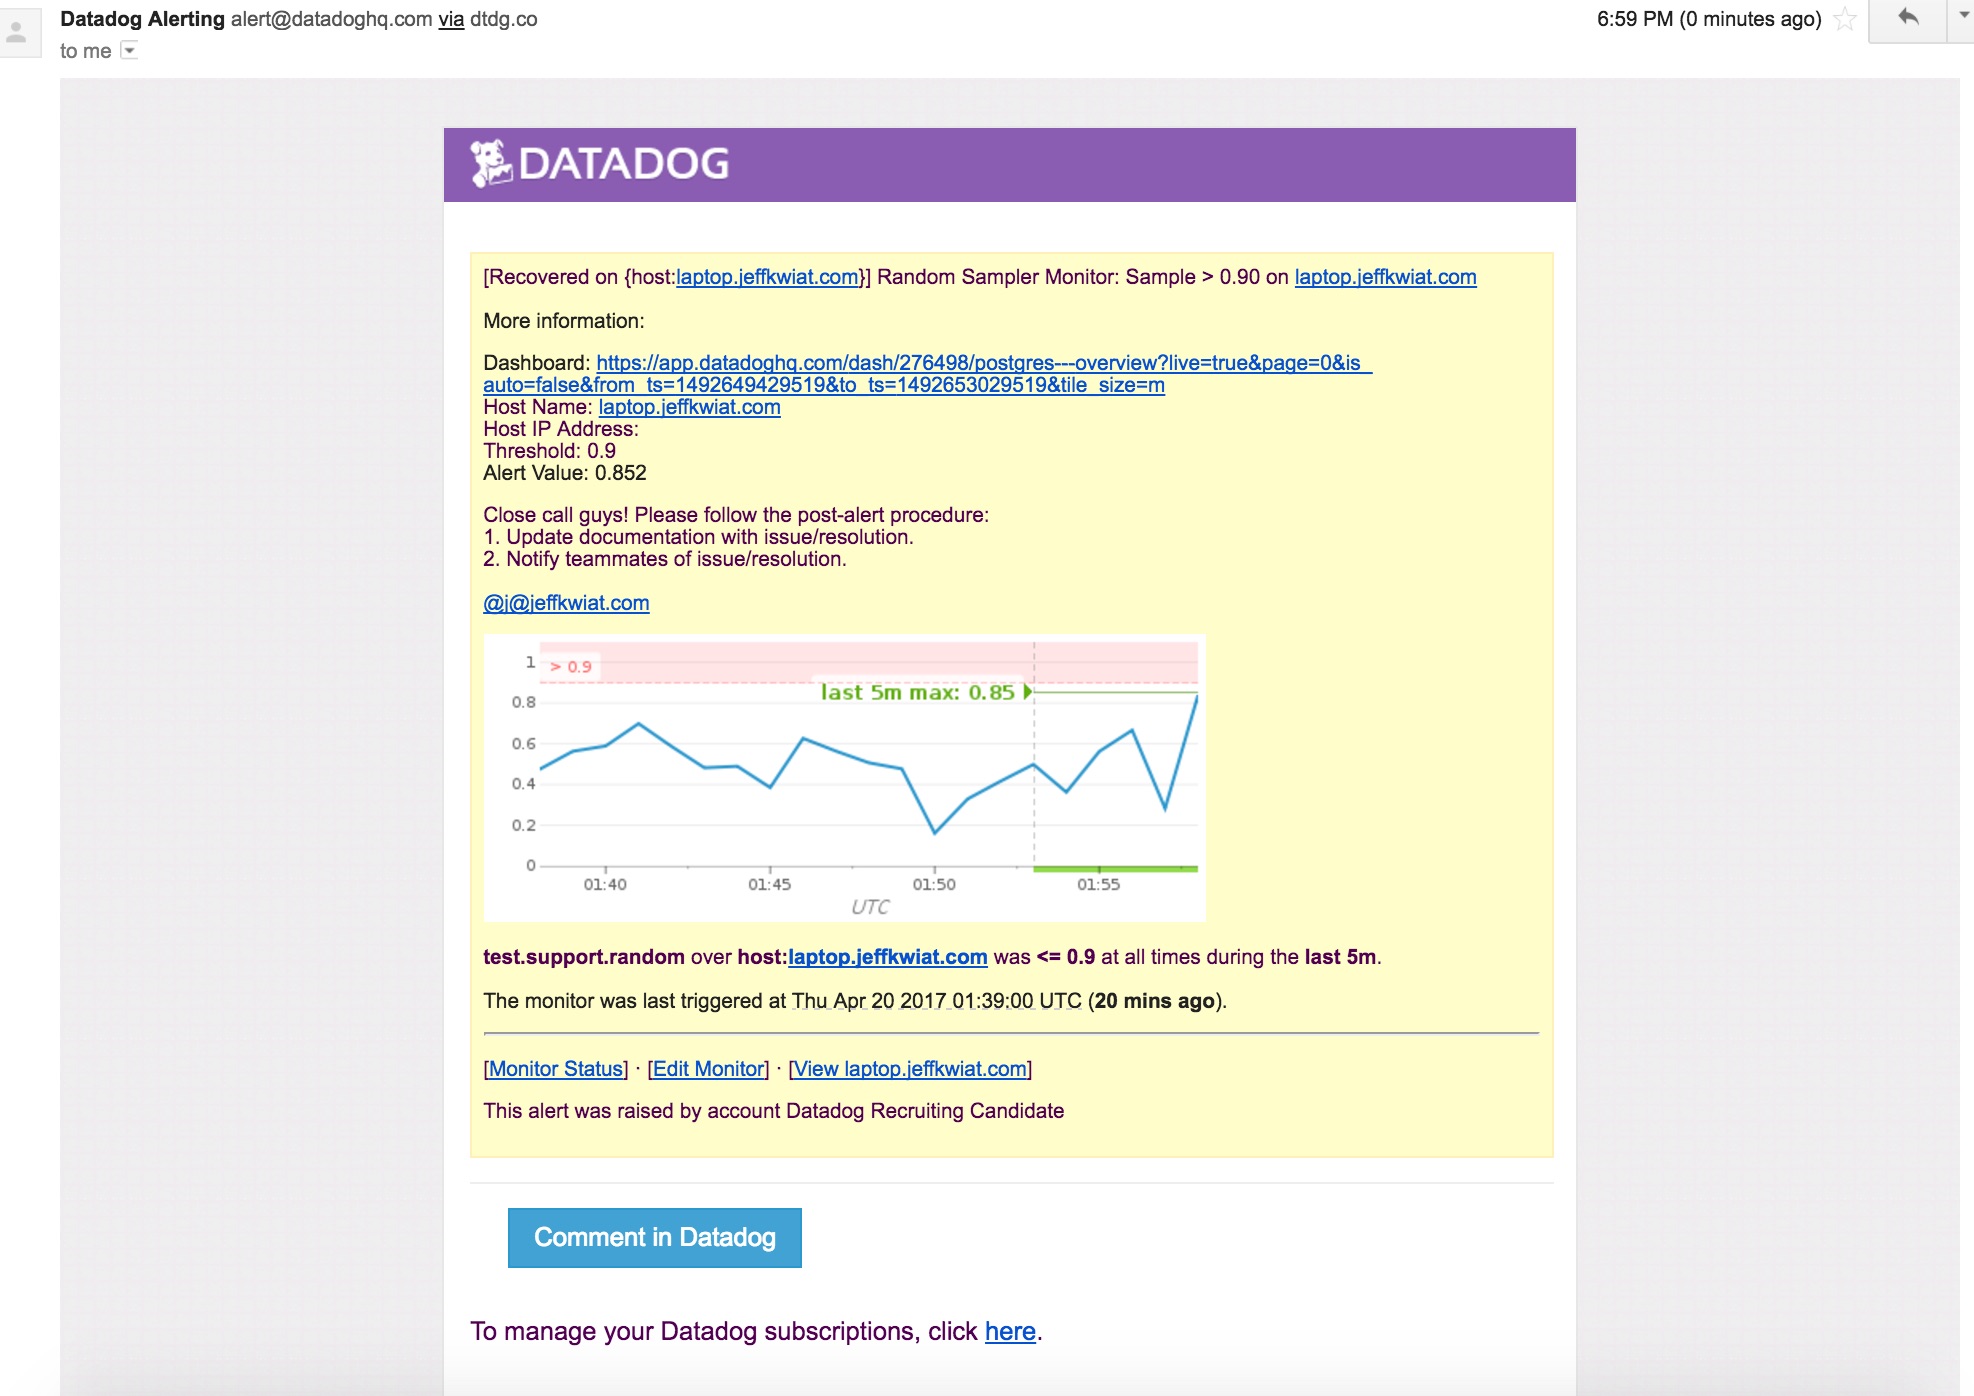 Datadog Alerting alert@datadoghq.com via dtdg.co
6:59 PM (0 minutes ago)
to me
DATADOG
[Recovered on {host:laptop.jeffkwiat.com}] Random Sampler Monitor: Sample > 0.90 on laptop.jeffkwiat.com
More information:
Dashboard: https://app.datadoghq.com/dash/276498/postgres---overview?live=true&page=0&is_
auto=false&from_ts=1492649429519&to_ts=1492653029519&tile_size=m
Host Name: laptop.jeffkwiat.com
Host IP Address:
Threshold: 0.9
Alert Value: 0.852
Close call guys! Please follow the post-alert procedure:
1. Update documentation with issue/resolution.
2. Notify teammates of issue/resolution.
@j@jeffkwiat.com
1
> 0.9
last 5m max: 0.85
0.8
0.6
0.4
0.2
0
01:40 01:45 01:50 01:55
UTC
test.support.random over host:laptop.jeffkwiat.com was <= 0.9 at all times during the last 5m.
The monitor was last triggered at Thu Apr 20 2017 01:39:00 UTC (20 mins ago).
[Monitor Status] · [Edit Monitor] · [View laptop.jeffkwiat.com]
This alert was raised by account Datadog Recruiting Candidate
Comment in Datadog
To manage your Datadog subscriptions, click here.